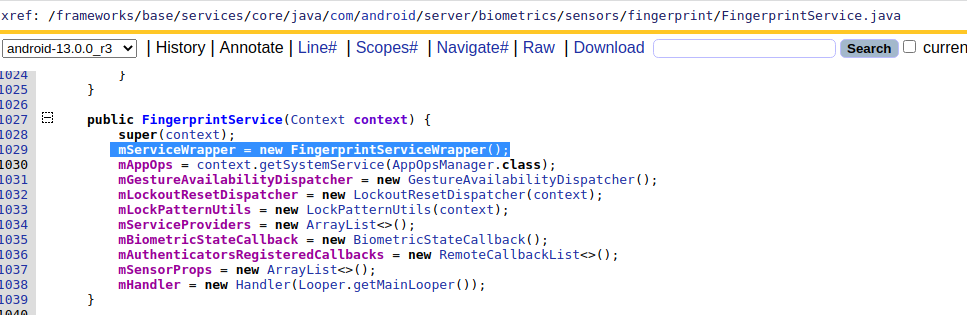 xref: /frameworks/base/services/core/java/com/android/server/biometrics/sensors/fingerprint/FingerprintService.java
android-13.0.0_r3 | History | Annotate | Line# | Scopes# | Navigate# | Raw | Download Search curren
1024 }
1025 }
1026
1027 public FingerprintService(Context context) {
1028 super(context);
1029 mServiceWrapper = new FingerprintServiceWrapper();
1030 mAppOps = context.getSystemService(AppOpsManager.class);
1031 mGestureAvailabilityDispatcher = new GestureAvailabilityDispatcher();
1032 mLockoutResetDispatcher = new LockoutResetDispatcher(context);
1033 mLockPatternUtils = new LockPatternUtils(context);
1034 mServiceProviders = new ArrayList<>();
1035 mBiometricStateCallback = new BiometricStateCallback();
1036 mAuthenticatorsRegisteredCallbacks = new RemoteCallbackList<>();
1037 mSensorProps = new ArrayList<>();
1038 mHandler = new Handler(Looper.getMainLooper());
1039 }
1040